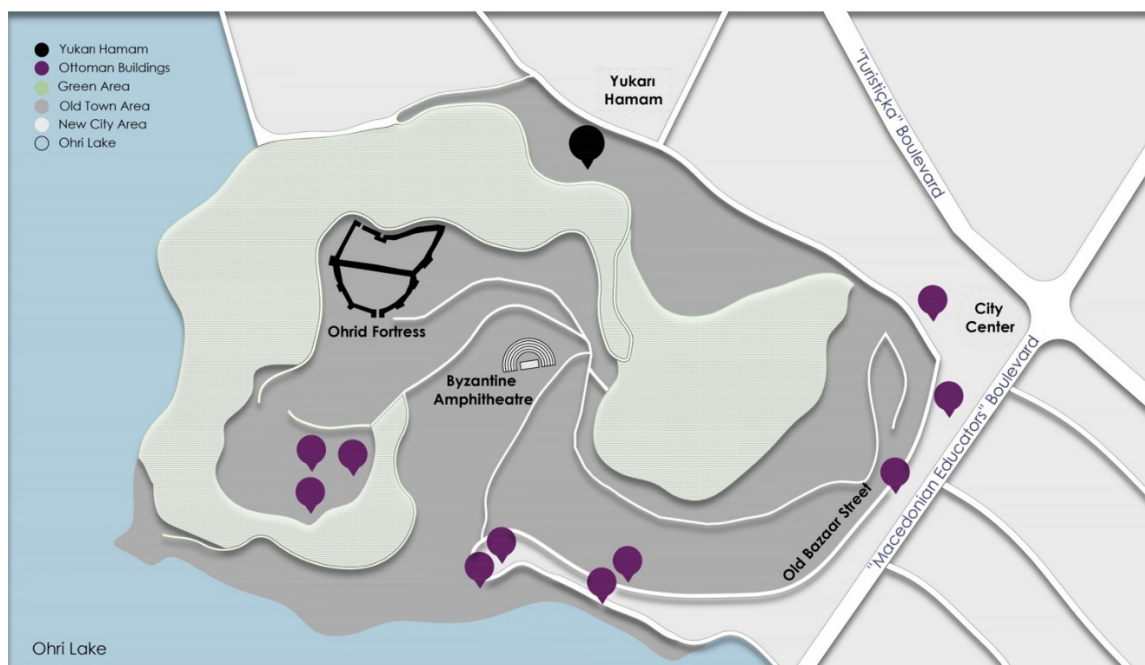 Yukarı Hamam
Ottoman Buildings
Green Area
Old Town Area
New City Area
Ohri Lake
Yukarı
Hamam
"Turistiçka" Boulevard
Ohrid Fortress
City
Center
Byzantine
Amphitheatre
Old Bazaar Street
"Macedonian Educators" Boulevard
Ohri Lake